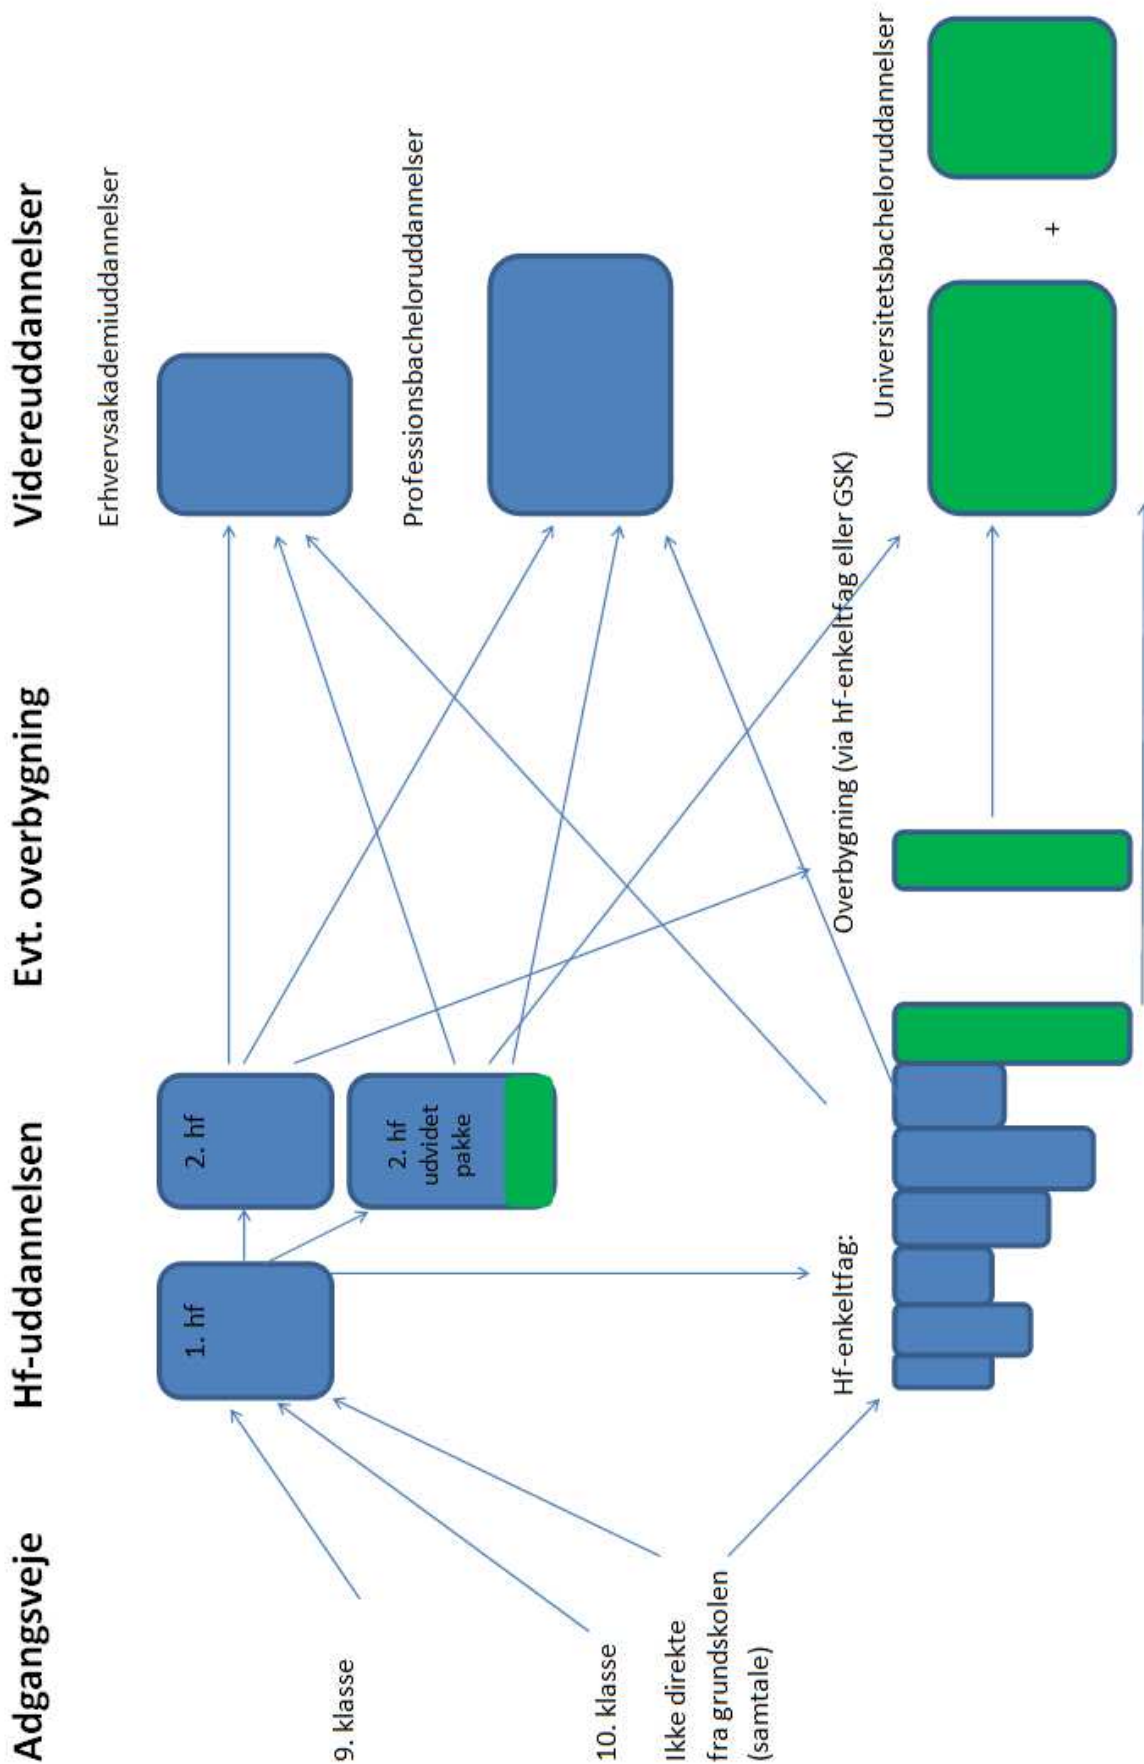 Adgangsveje
Hf-uddannelsen
Evt. overbygning
Videreuddannelser
9. klasse
10. klasse
Ikke direkte
fra grundskolen
(samtale)
1. hf
2. hf
2. hf
udvidet
pakke
Hf-enkeltfag:
Overbygning (via hf-enkeltfag eller GSK)
Erhvervsakademiuddannelser
Professionsbacheloruddannelser
Universitetsbacheloruddannelser
+